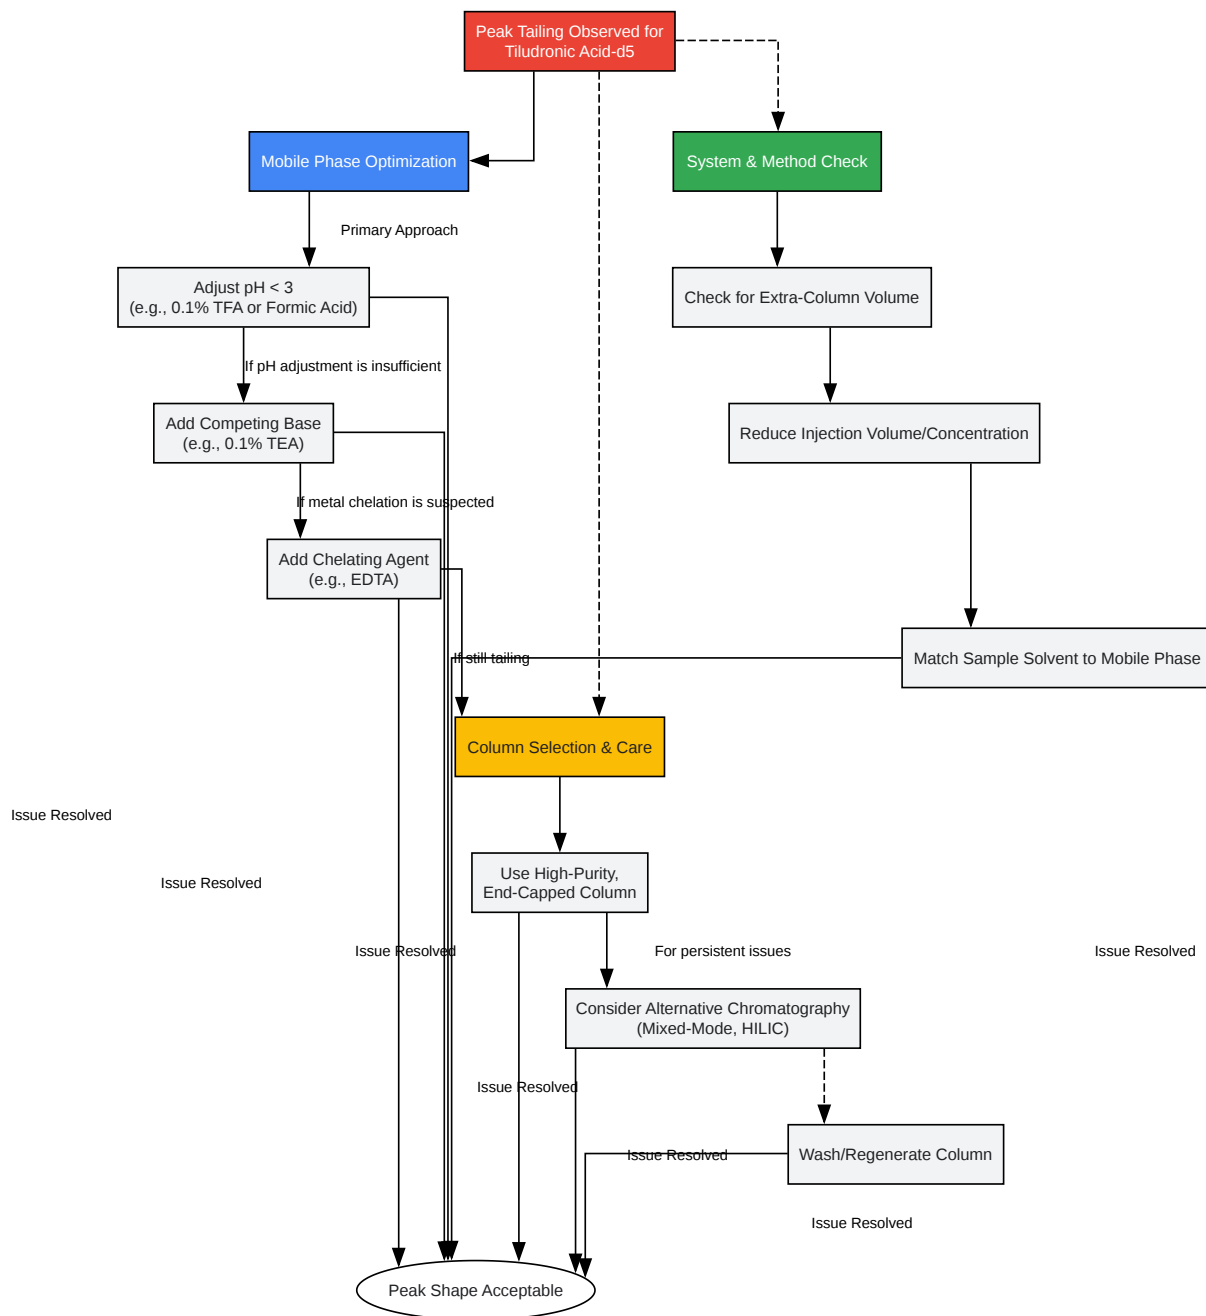 Peak Tailing Observed for
Tiludronic Acid-d5
Mobile Phase Optimization
System & Method Check
Primary Approach
Adjust pH < 3
(e.g., 0.1% TFA or Formic Acid)
Check for Extra-Column Volume
If pH adjustment is insufficient
Add Competing Base
(e.g., 0.1% TEA)
Reduce Injection Volume/Concentration
If metal chelation is suspected
Add Chelating Agent
(e.g., EDTA)
If still tailing
Match Sample Solvent to Mobile Phase
Column Selection & Care
Issue Resolved
Issue Resolved
Use High-Purity,
End-Capped Column
Issue Resolved
For persistent issues
Issue Resolved
Consider Alternative Chromatography
(Mixed-Mode, HILIC)
Issue Resolved
Issue Resolved
Wash/Regenerate Column
Issue Resolved
Peak Shape Acceptable